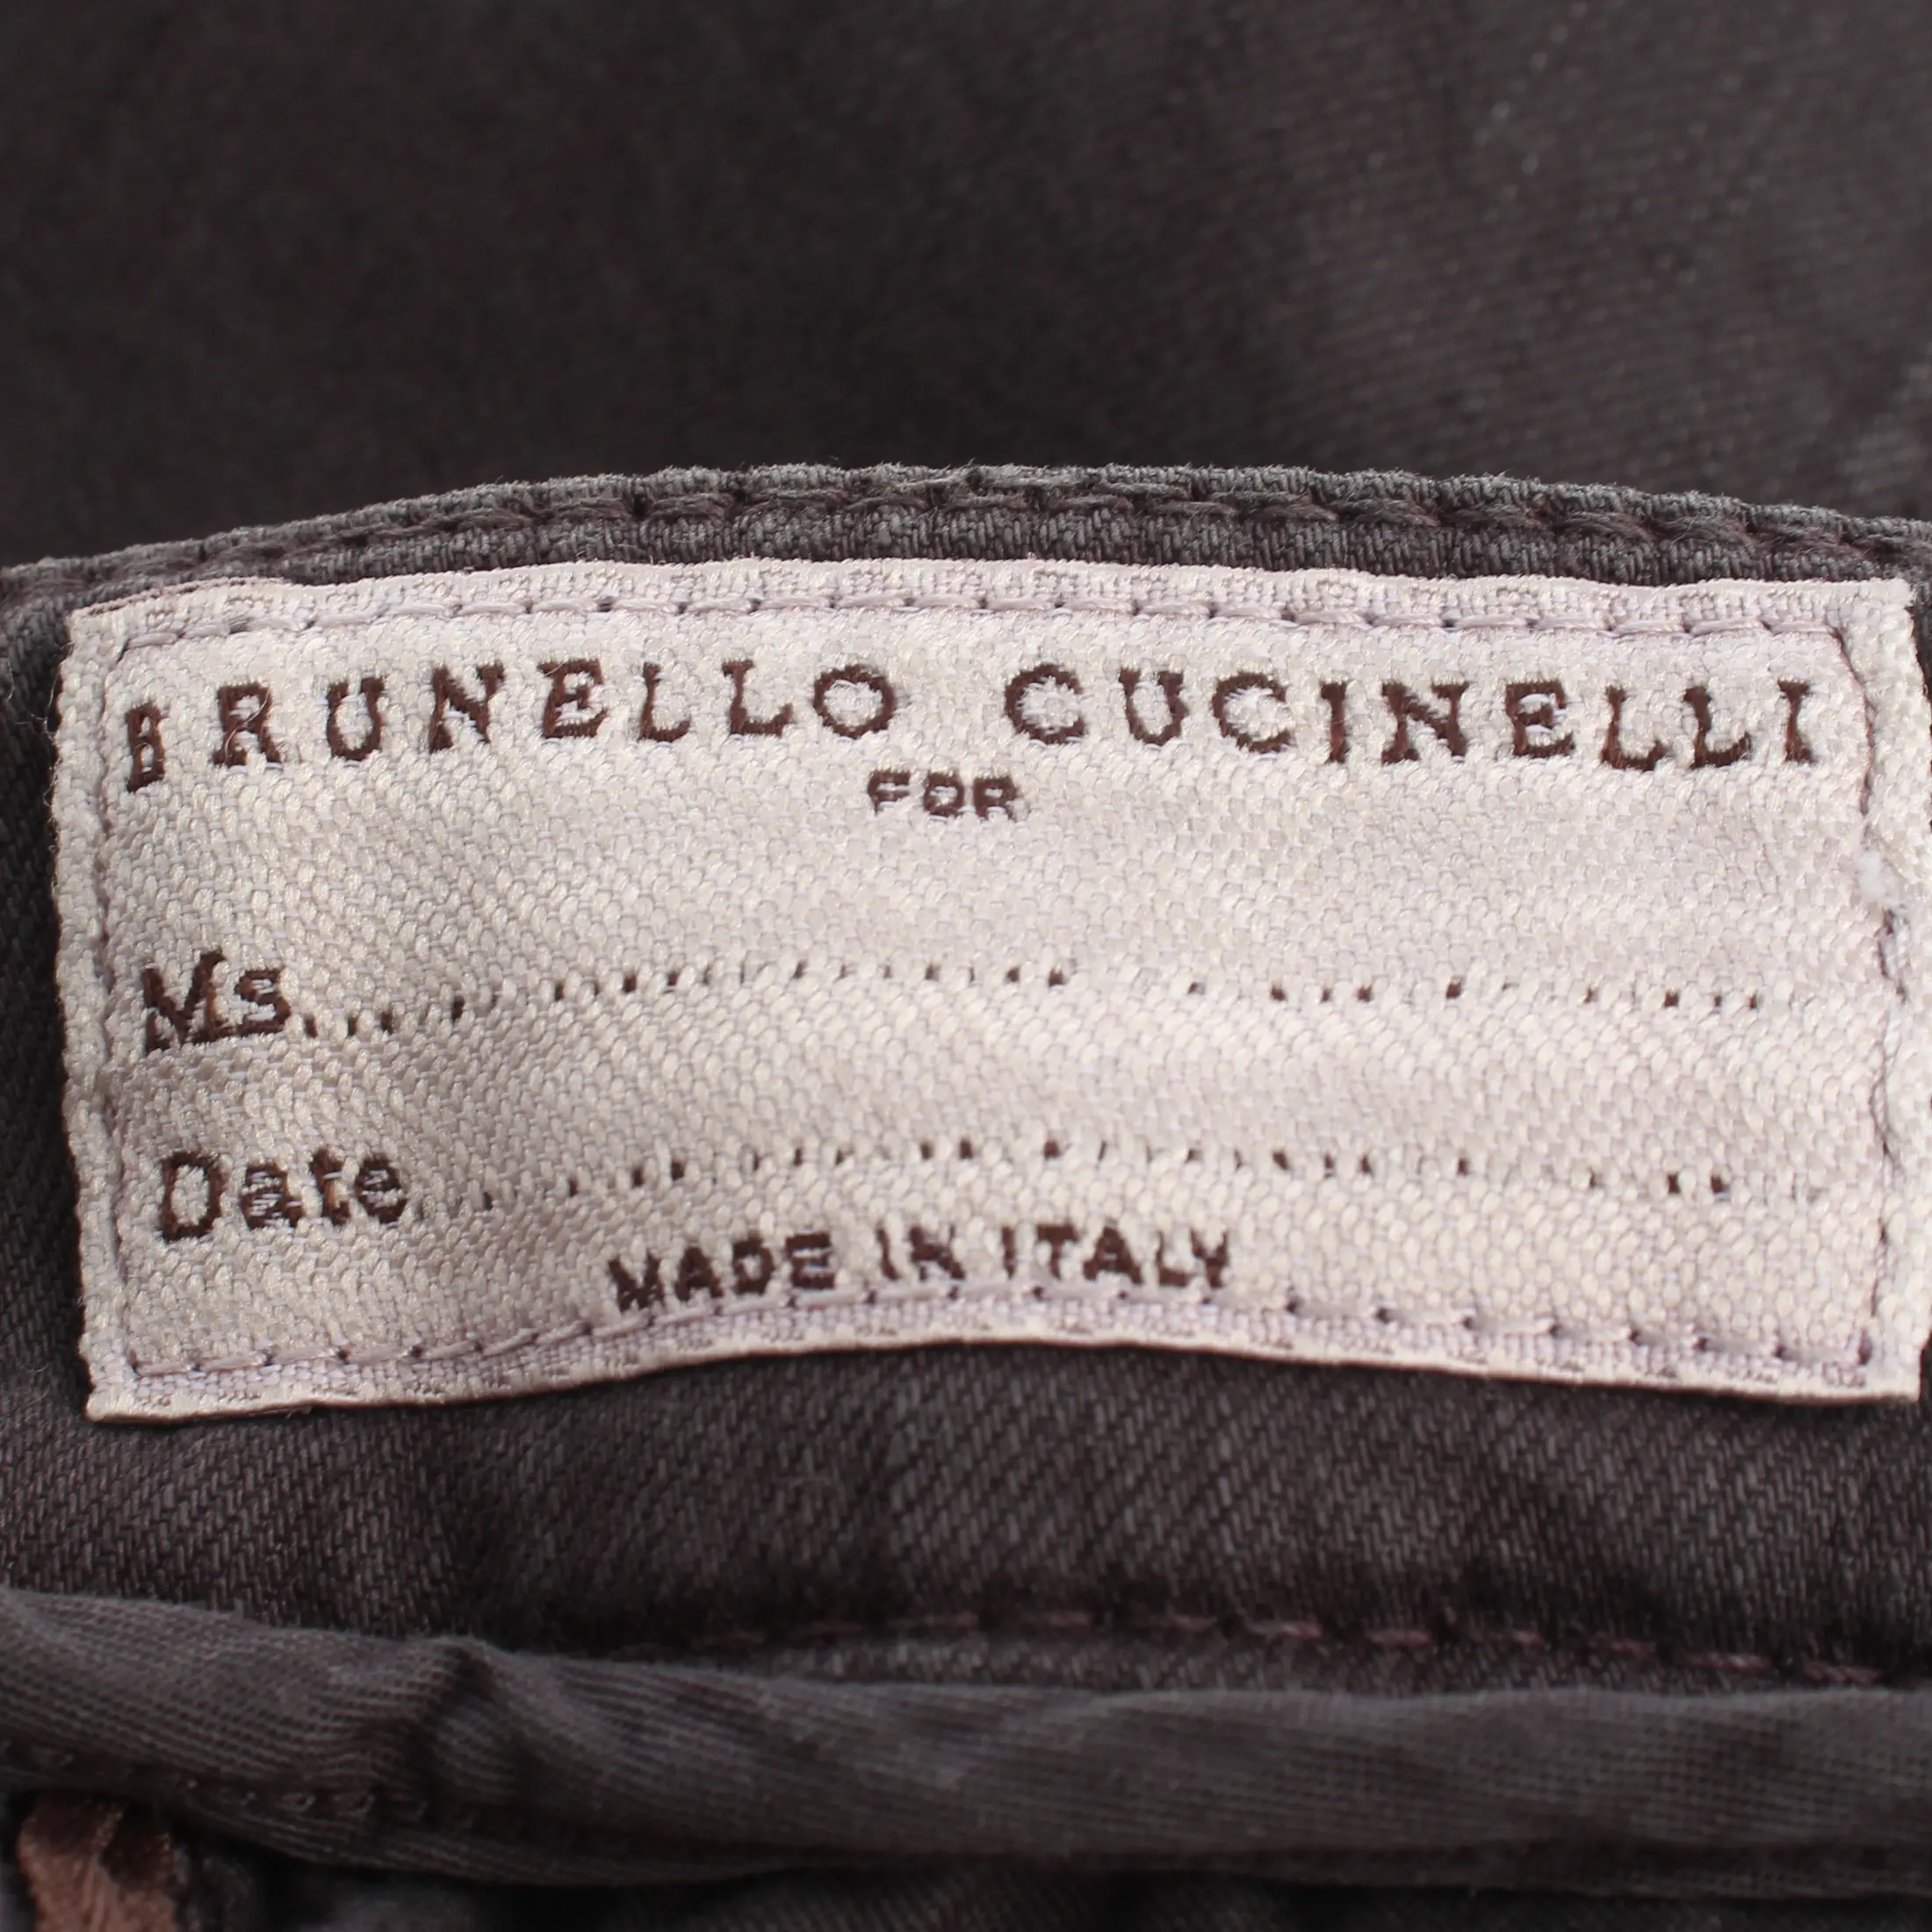 BRUNELLO CUCINELLI
FOR
Ms.............................
Date.............................
MADE IN ITALY